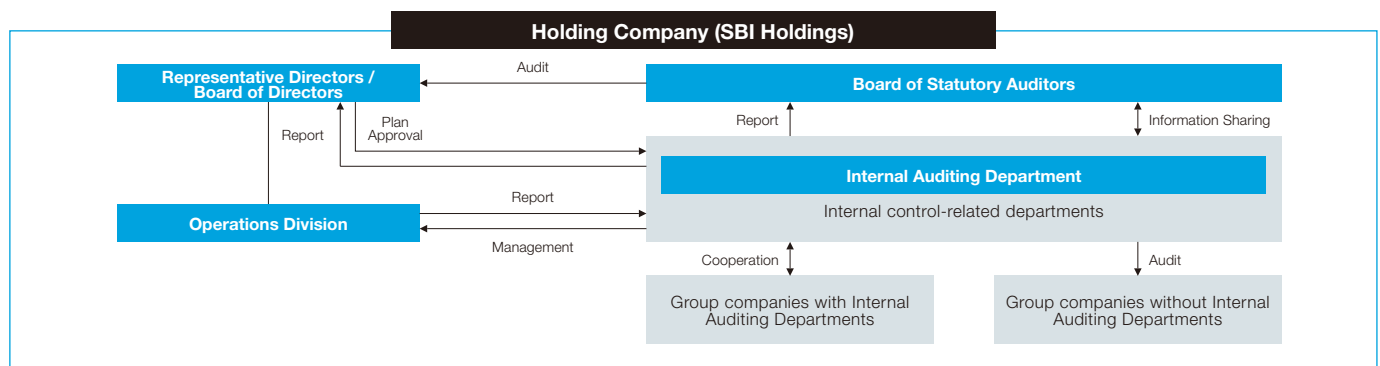 Holding Company (SBI Holdings)
Representative Directors /
Board of Directors
Audit
Board of Statutory Auditors
Report
Plan
Approval
Report
Information Sharing
Internal Auditing Department
Internal control-related departments
Operations Division
Report
Management
Cooperation
Audit
Group companies with Internal
Auditing Departments
Group companies without Internal
Auditing Departments